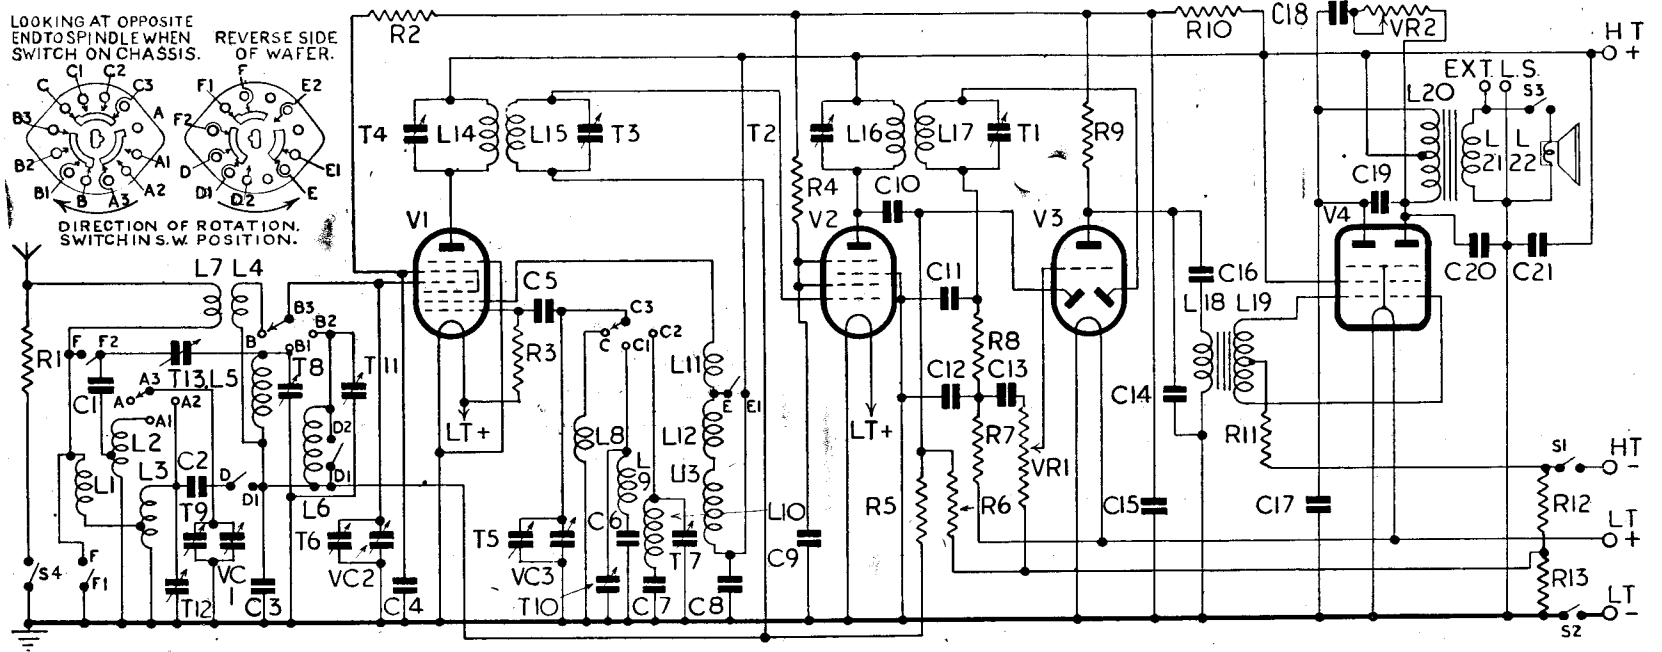 LOOKING AT OPPOSITE
END TO SPINDLE WHEN
SWITCH ON CHASSIS.
REVERSE SIDE
OF WAFER.
C1 C2
C C3
B3 A
B2 A1
B1 B A3 A2
F
F1 E2
F2
D E1
D1 D2 E
DIRECTION OF ROTATION.
SWITCH IN S.W. POSITION.
R2
R10
C18
VR2
HT
+
EXT. L.S.
S3
L20
T4 L14 L15 T3
T2 L16 L17 T1
R9
L L
21 22
R4
C10
C19
V1
V2
V3
V4
L7 L4
C5
C11
C16
C20 C21
L18 L19
B3
B2
B
B1
C3
C C1 C2
R1
F F2
T13 L5 T8 T11
R3
L11
R8
C1
A3
A A2
A1
E E1
C12 C13
C14
L2
L3
C2
D D1
D2
D1
L6
LT+
L8
L
9
L12
L13
LT+
R7
VR1
R11
S1
HT
-
L1
T9
VC
1
T6
VC2
T5
VC3
C6
L10
T7
C9
R5
R6
C15
C17
R12
LT
+
S4
F
F1
T12
C3
C4
T10
C7
C8
R13
LT
-
S2